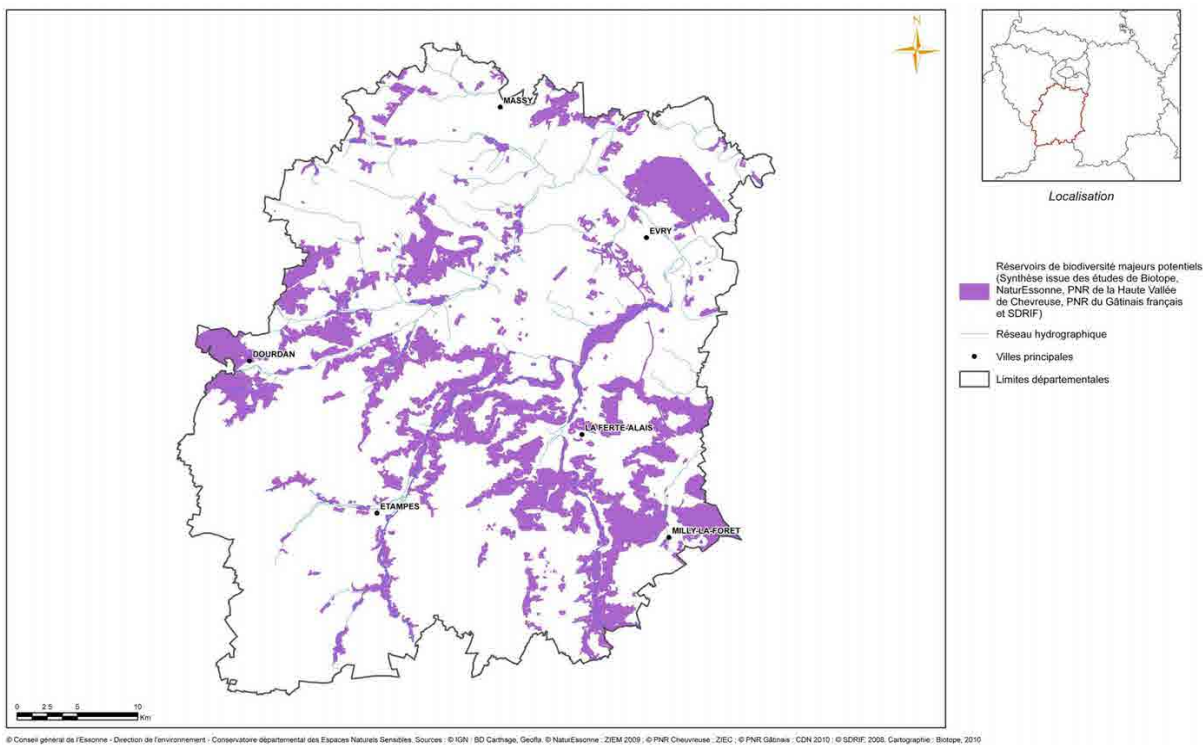 N
MASSY
EVRY
DOURDAN
LA FERTE-ALAIS
ETAMPES
MILLY-LA-FORET
0 2.5 5 10
Km
Localisation
Réservoirs de biodiversité majeurs potentiels
(Synthèse issue des études de Biotope,
NaturEssonne, PNR de la Haute Vallée
de Chevreuse, PNR du Gâtinais français
et SDRIF)
Réseau hydrographique
Villes principales
Limites départementales
© Conseil général de l'Essonne - Direction de l'environnement - Conservatoire départemental des Espaces Naturels Sensibles. Sources : © IGN : BD Carthage, Geofla. © NaturEssonne : ZIEM 2009 ; © PNR Cheuvreuse : ZIEC ; © PNR Gâtinais : CDN 2010 ; © SDRIF, 2008. Cartographie : Biotope, 2010